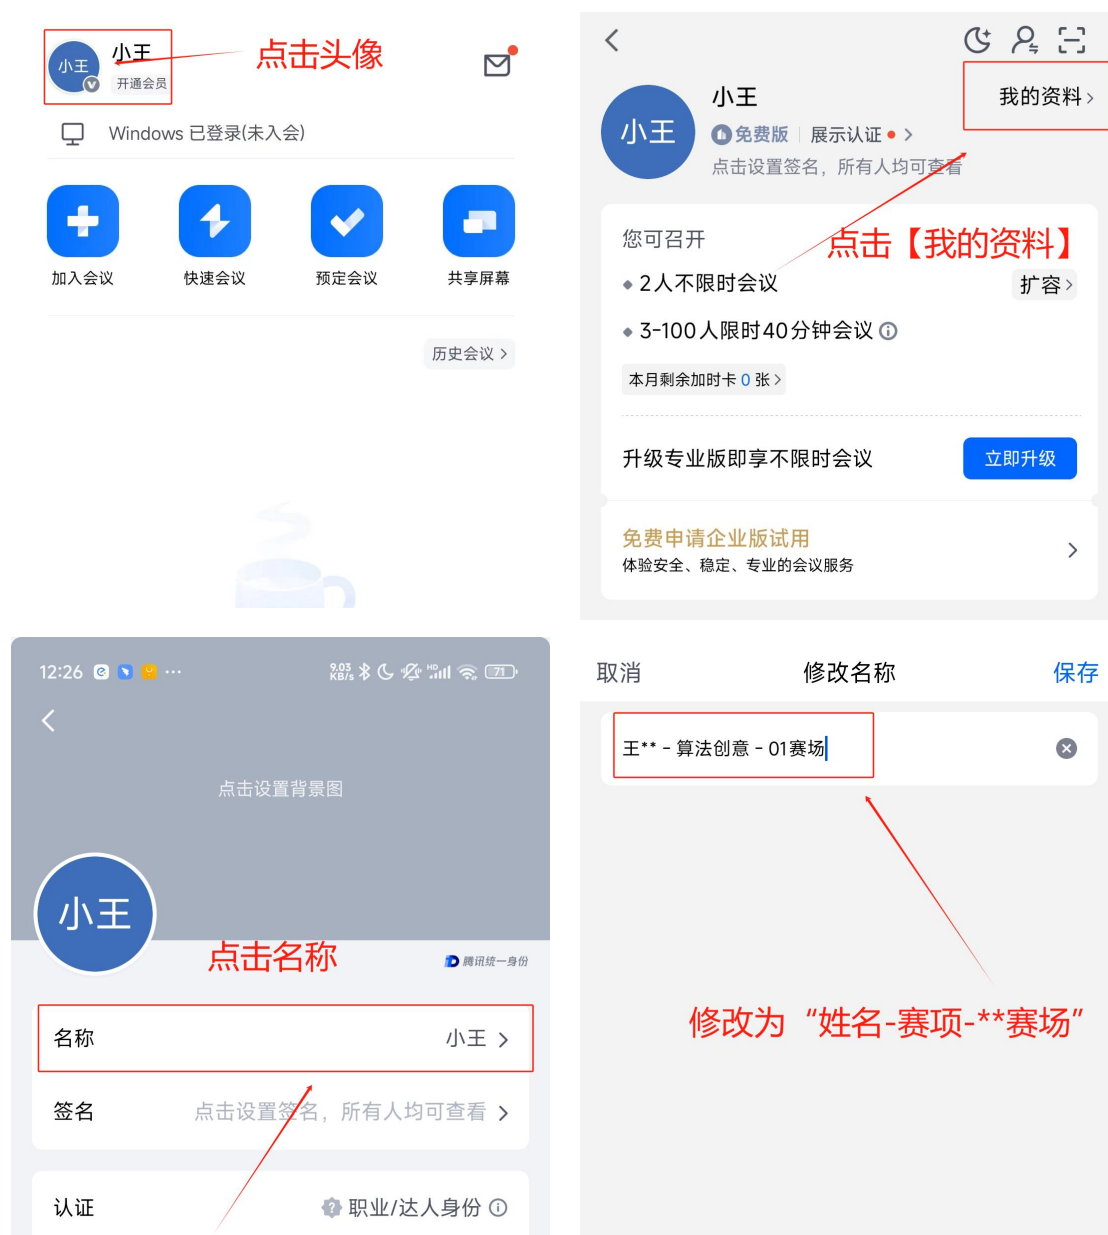 小王
小王
开通会员
点击头像
Windows 已登录(未入会)
加入会议
快速会议
预定会议
共享屏幕
历史会议
我的资料
小王
小王
免费版
展示认证
点击设置签名，所有人均可查看
您可召开
点击【我的资料】
2人不限时会议
扩容
3-100人限时40分钟会议
本月剩余加时卡 0 张
升级专业版即享不限时会议
立即升级
免费申请企业版试用
体验安全、稳定、专业的会议服务
12:26
9.03 KB/s
HD
71
点击设置背景图
小王
点击名称
腾讯统一身份
名称
小王
签名
点击设置签名，所有人均可查看
认证
职业/达人身份
取消
修改名称
保存
王** - 算法创意 - 01赛场
修改为“姓名-赛项-**赛场”